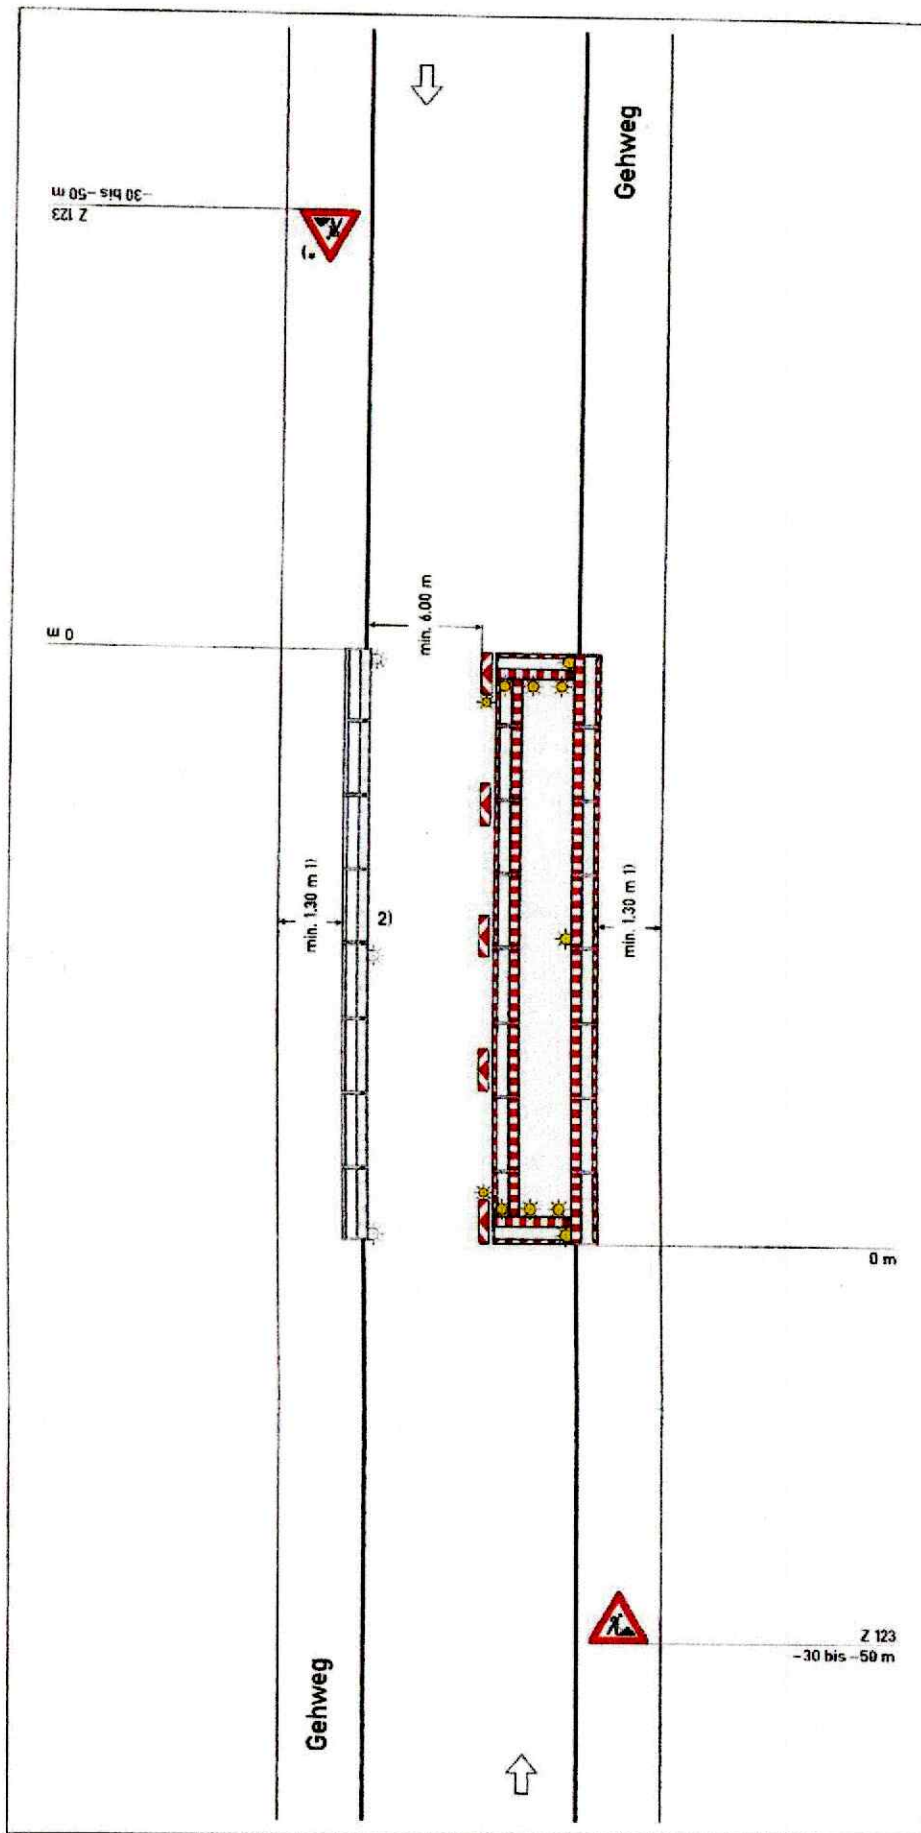 Gehweg
-30 bis -50 m
Z 123
*)
min. 6.00 m
0 m
min. 1.30 m 1)
2)
min. 1.30 m 1)
0 m
Z 123
-30 bis -50 m
Gehweg